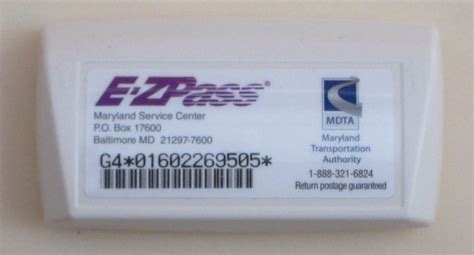 E-ZPass®
Maryland Service Center
P.O. Box 17600
Baltimore MD 21297-7600
G4*01602269505*
MDTA
Maryland
Transportation
Authority
1-888-321-6824
Return postage guaranteed